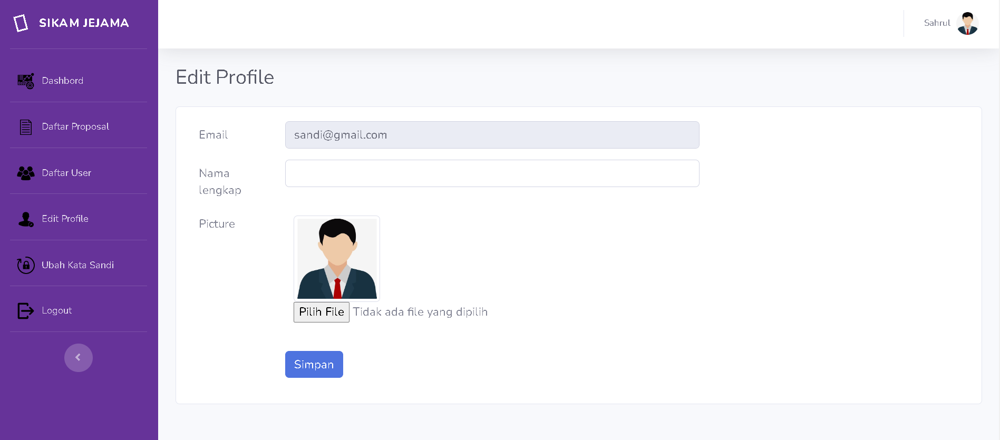 SIKAM JEJAMA
Sahrul
Dashbord
Daftar Proposal
Daftar User
Edit Profile
Ubah Kata Sandi
Logout
Edit Profile
Email
sandi@gmail.com
Nama
lengkap
Picture
Pilih File Tidak ada file yang dipilih
Simpan